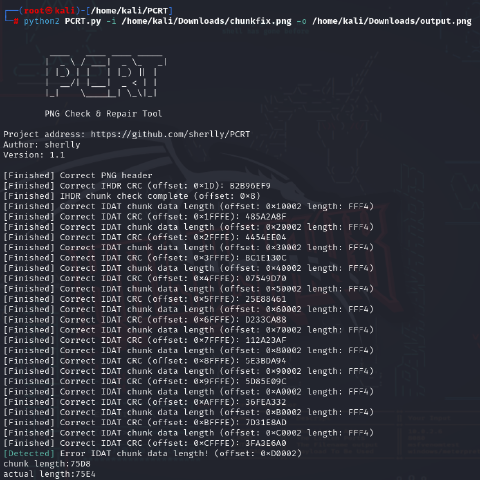 ┌──(root㉿kali)-[/home/kali/PCRT]
└─# python2 PCRT.py -i /home/kali/Downloads/chunkfix.png -o /home/kali/Downloads/output.png
PCRT
PNG Check & Repair Tool
Project address: https://github.com/sherlly/PCRT
Author: sherlly
Version: 1.1
[Finished] Correct PNG header
[Finished] Correct IHDR CRC (offset: 0×1D): B2B96EF9
[Finished] IHDR chunk check complete (offset: 0×8)
[Finished] Correct IDAT chunk data length (offset: 0×10002 length: FFF4)
[Finished] Correct IDAT CRC (offset: 0×1FFFE): 485A2A8F
[Finished] Correct IDAT chunk data length (offset: 0×20002 length: FFF4)
[Finished] Correct IDAT CRC (offset: 0×2FFFE): 4454EE04
[Finished] Correct IDAT chunk data length (offset: 0×30002 length: FFF4)
[Finished] Correct IDAT CRC (offset: 0×3FFFE): BC1E130C
[Finished] Correct IDAT chunk data length (offset: 0×40002 length: FFF4)
[Finished] Correct IDAT CRC (offset: 0×4FFFE): 07549D70
[Finished] Correct IDAT chunk data length (offset: 0×50002 length: FFF4)
[Finished] Correct IDAT CRC (offset: 0×5FFFE): 25E88461
[Finished] Correct IDAT chunk data length (offset: 0×60002 length: FFF4)
[Finished] Correct IDAT CRC (offset: 0×6FFFE): D233CA88
[Finished] Correct IDAT chunk data length (offset: 0×70002 length: FFF4)
[Finished] Correct IDAT CRC (offset: 0×7FFFE): 112A23AF
[Finished] Correct IDAT chunk data length (offset: 0×80002 length: FFF4)
[Finished] Correct IDAT CRC (offset: 0×8FFFE): 5E3BDA94
[Finished] Correct IDAT chunk data length (offset: 0×90002 length: FFF4)
[Finished] Correct IDAT CRC (offset: 0×9FFFE): 5D85E09C
[Finished] Correct IDAT chunk data length (offset: 0×A0002 length: FFF4)
[Finished] Correct IDAT CRC (offset: 0×AFFFE): 36FEA332
[Finished] Correct IDAT chunk data length (offset: 0×B0002 length: FFF4)
[Finished] Correct IDAT CRC (offset: 0×BFFFE): 7D31E8AD
[Finished] Correct IDAT chunk data length (offset: 0×C0002 length: FFF4)
[Finished] Correct IDAT CRC (offset: 0×CFFFE): 3FA3E6A0
[Detected] Error IDAT chunk data length! (offset: 0×D0002)
chunk length:75D8
actual length:75E4